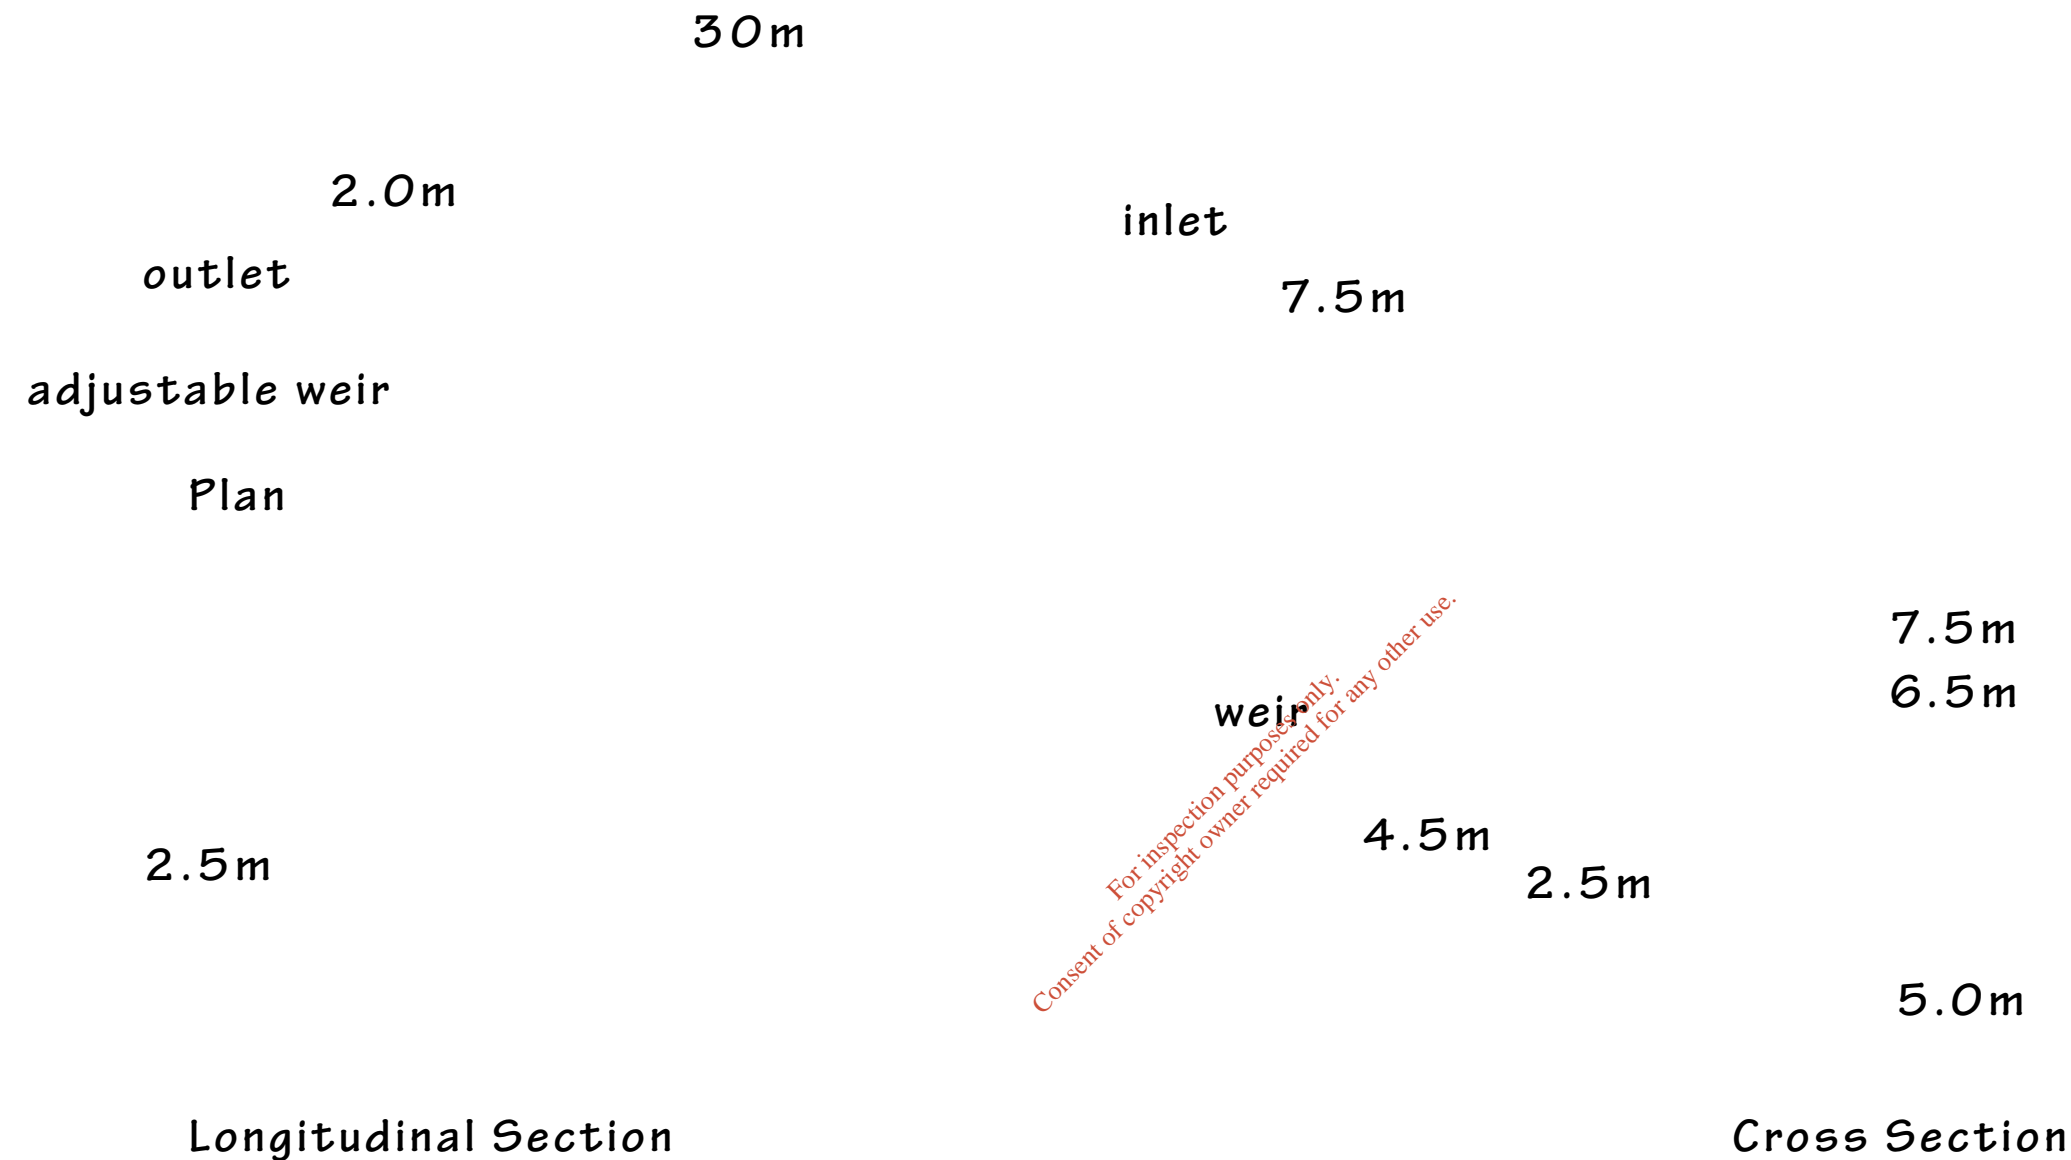 30m
2.0m
inlet
outlet
7.5m
adjustable weir
Plan
7.5m
6.5m
weir
For inspection purposes only.
Consent of copyright owner required for any other use.
4.5m
2.5m
2.5m
5.0m
Longitudinal Section
Cross Section